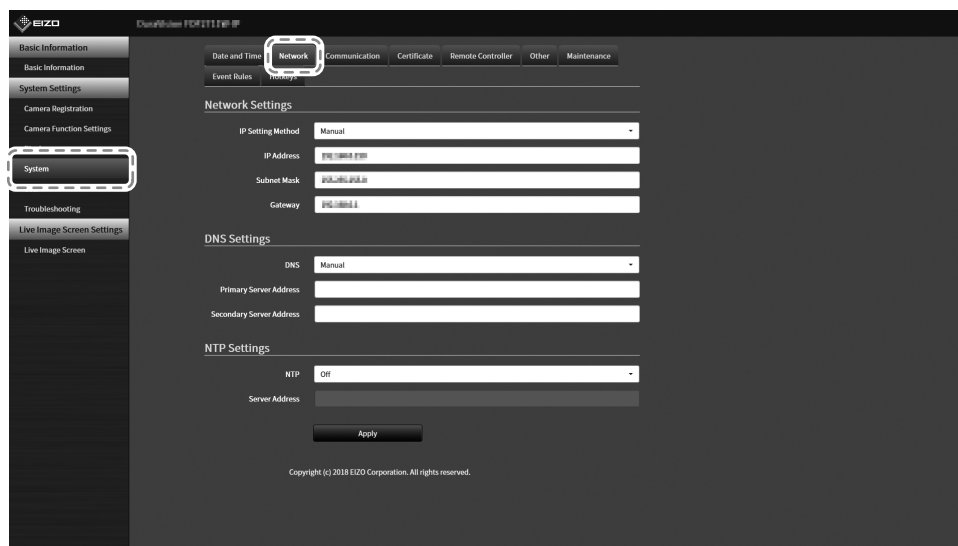 EIZO
Basic Information
Basic Information
System Settings
Camera Registration
Camera Function Settings
System
Troubleshooting
Live Image Screen Settings
Live Image Screen
Date and Time Network Communication Certificate Remote Controller Other Maintenance
Event Rules Hotkeys
Network Settings
IP Setting Method Manual
IP Address
Subnet Mask
Gateway
DNS Settings
DNS Manual
Primary Server Address
Secondary Server Address
NTP Settings
NTP Off
Server Address
Apply
Copyright (c) 2018 EIZO Corporation. All rights reserved.